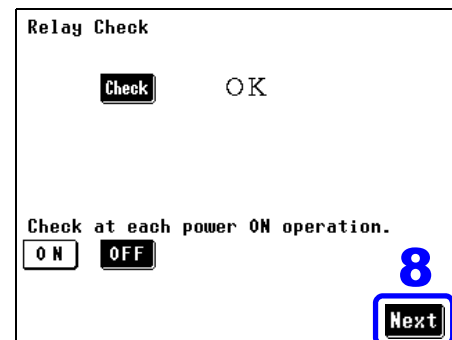 Relay Check
Check OK
Check at each power ON operation.
ON OFF
8
Next